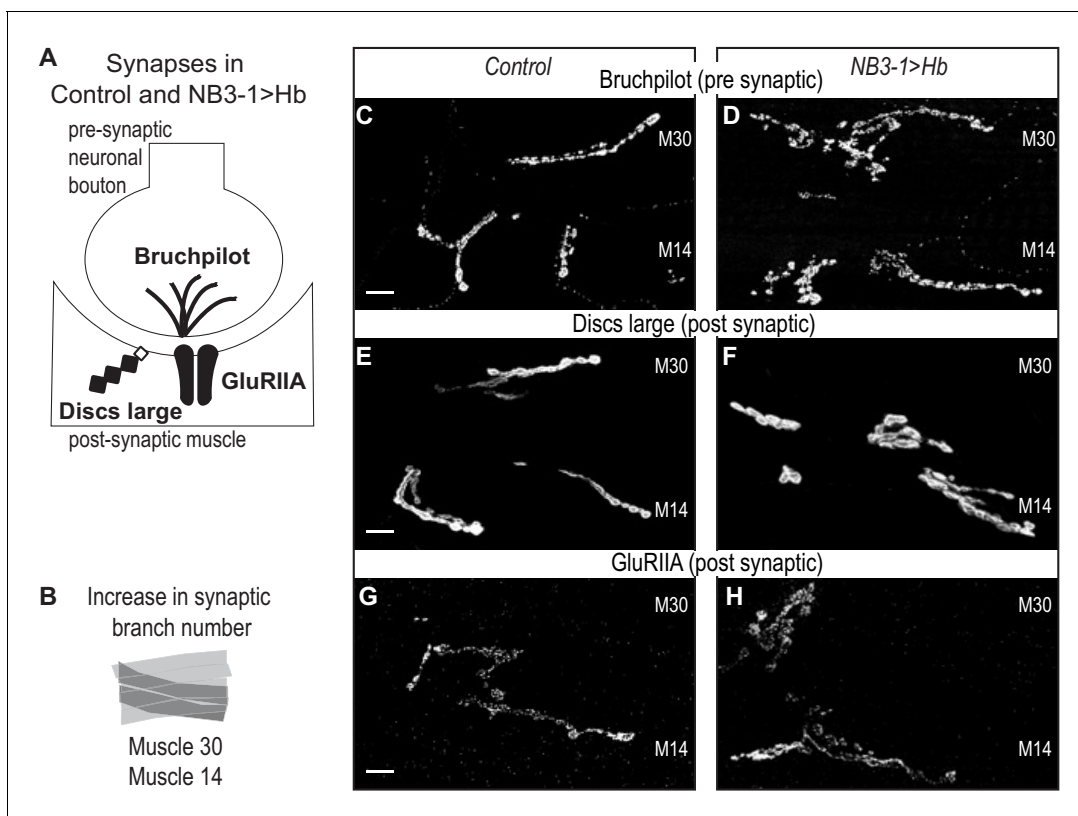 A
Synapses in
Control and NB3-1>Hb
pre-synaptic
neuronal
bouton
Bruchpilot
GluRIIA
Discs large
post-synaptic muscle
B
Increase in synaptic
branch number
Muscle 30
Muscle 14
Control
NB3-1>Hb
Bruchpilot (pre synaptic)
C
M30
M14
D
M30
M14
Discs large (post synaptic)
E
M30
M14
F
M30
M14
GluRIIA (post synaptic)
G
M30
M14
H
M30
M14